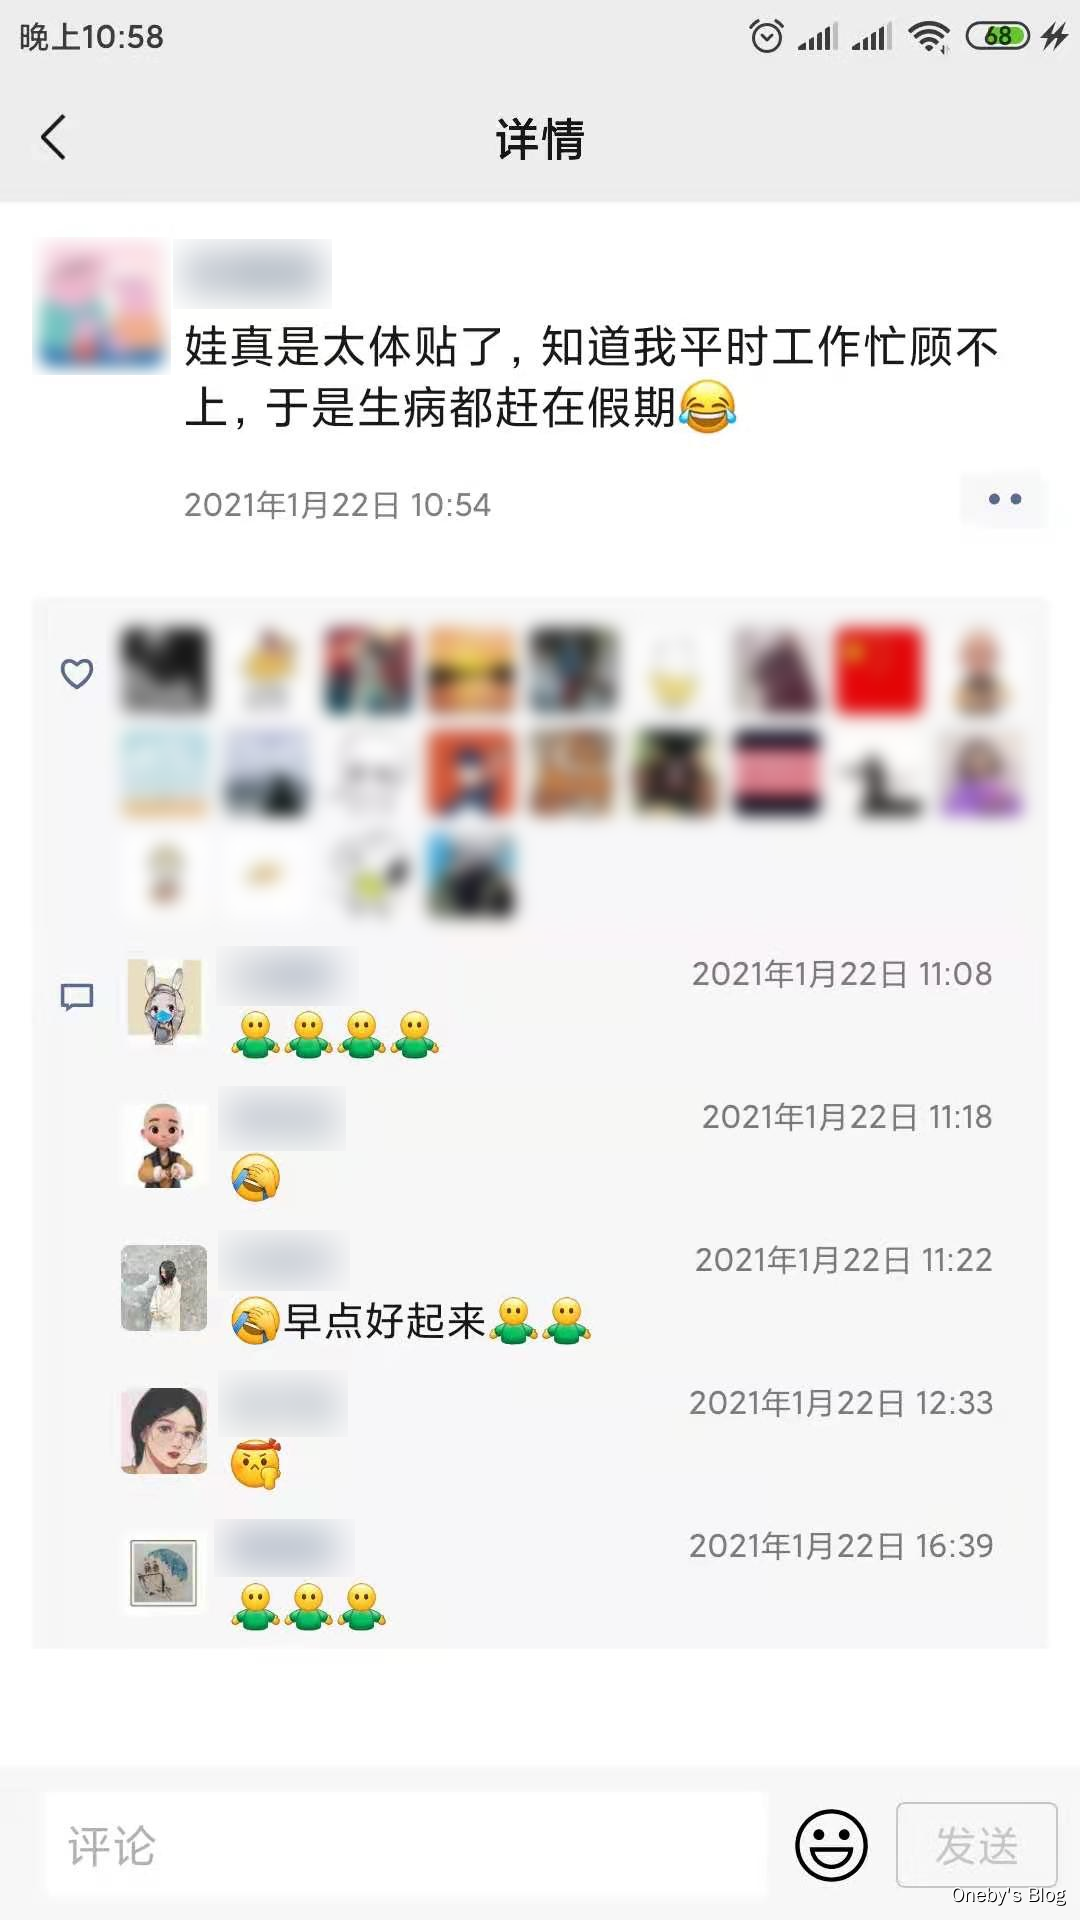 晚上10:58
68
详情
娃真是太体贴了，知道我平时工作忙顾不
上，于是生病都赶在假期😂
2021年1月22日 10:54
2021年1月22日 11:08
2021年1月22日 11:18
2021年1月22日 11:22
早点好起来
2021年1月22日 12:33
2021年1月22日 16:39
评论
发送
Oneby's Blog